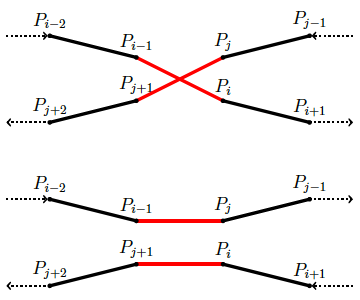 P_{i-2} P_{j-1}
P_{i-1} P_j
P_{j+1} P_i
P_{j+2} P_{i+1}
P_{i-2} P_{j-1}
P_{i-1} P_j
P_{j+1} P_i
P_{j+2} P_{i+1}